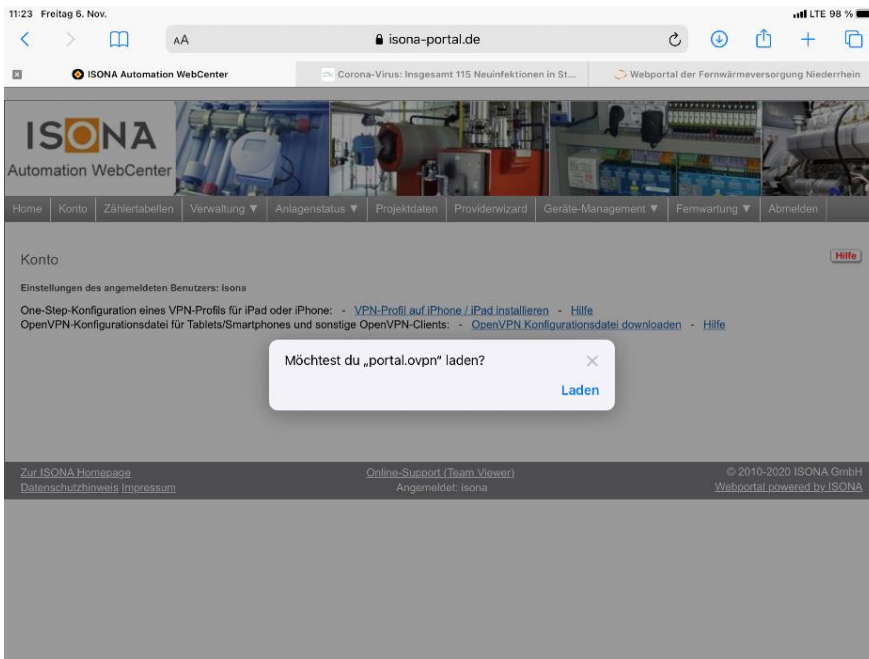 11:23 Freitag 6. Nov.
LTE 98 %
AA
isona-portal.de
ISONA Automation WebCenter
Corona-Virus: Insgesamt 115 Neuinfektionen in St...
Webportal der Fernwärmeversorgung Niederrhein
ISONA
Automation WebCenter
Home Konto Zählertabellen Verwaltung ▼ Anlagenstatus ▼ Projektdaten Providerwizard Geräte-Management ▼ Fernwartung ▼ Abmelden
Konto
Hilfe
Einstellungen des angemeldeten Benutzers: isona
One-Step-Konfiguration eines VPN-Profils für iPad oder iPhone: - VPN-Profil auf iPhone / iPad installieren - Hilfe
OpenVPN-Konfigurationsdatei für Tablets/Smartphones und sonstige OpenVPN-Clients: - OpenVPN Konfigurationsdatei downloaden - Hilfe
Möchtest du „portal.ovpn“ laden?
Laden
Zur ISONA Homepage
Datenschutzhinweis Impressum
Online-Support (Team Viewer)
Angemeldet: isona
© 2010-2020 ISONA GmbH
Webportal powered by ISONA